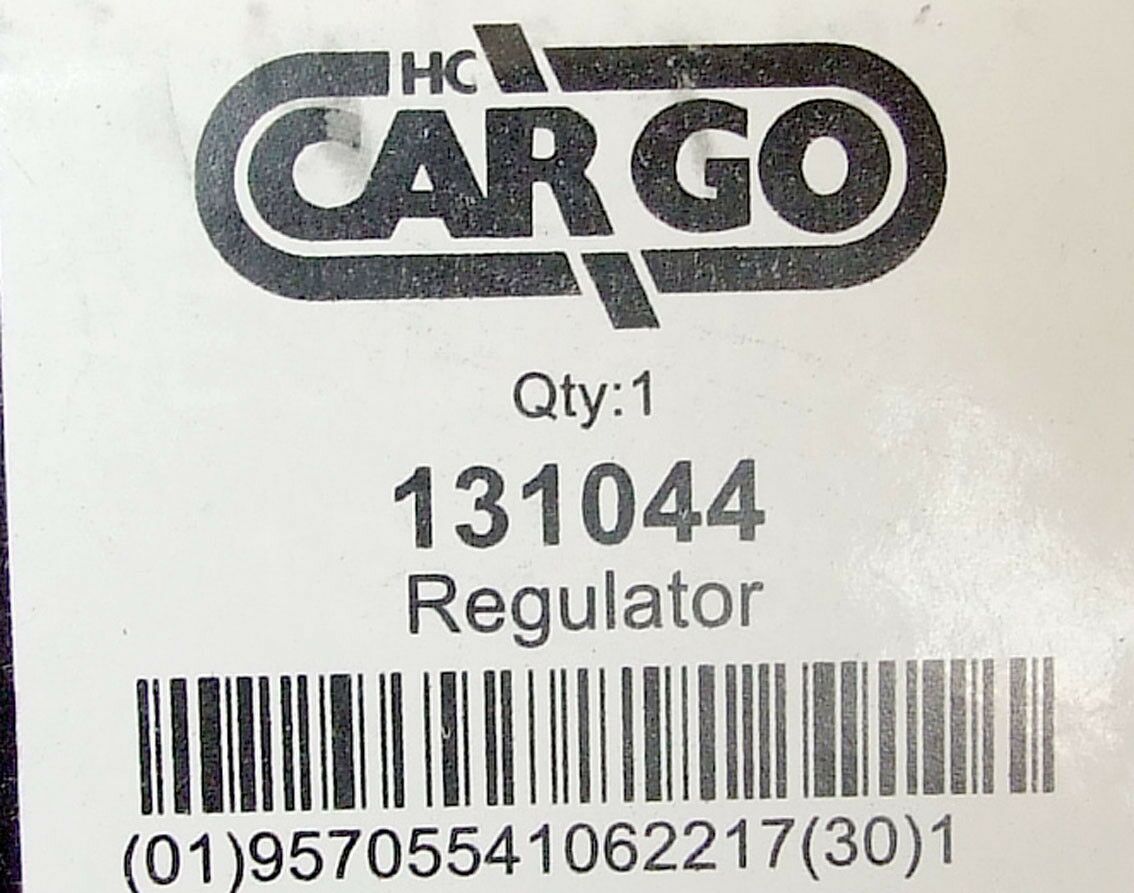 HC
CARGO
Qty:1
131044
Regulator
(01)95705541062217(30)1